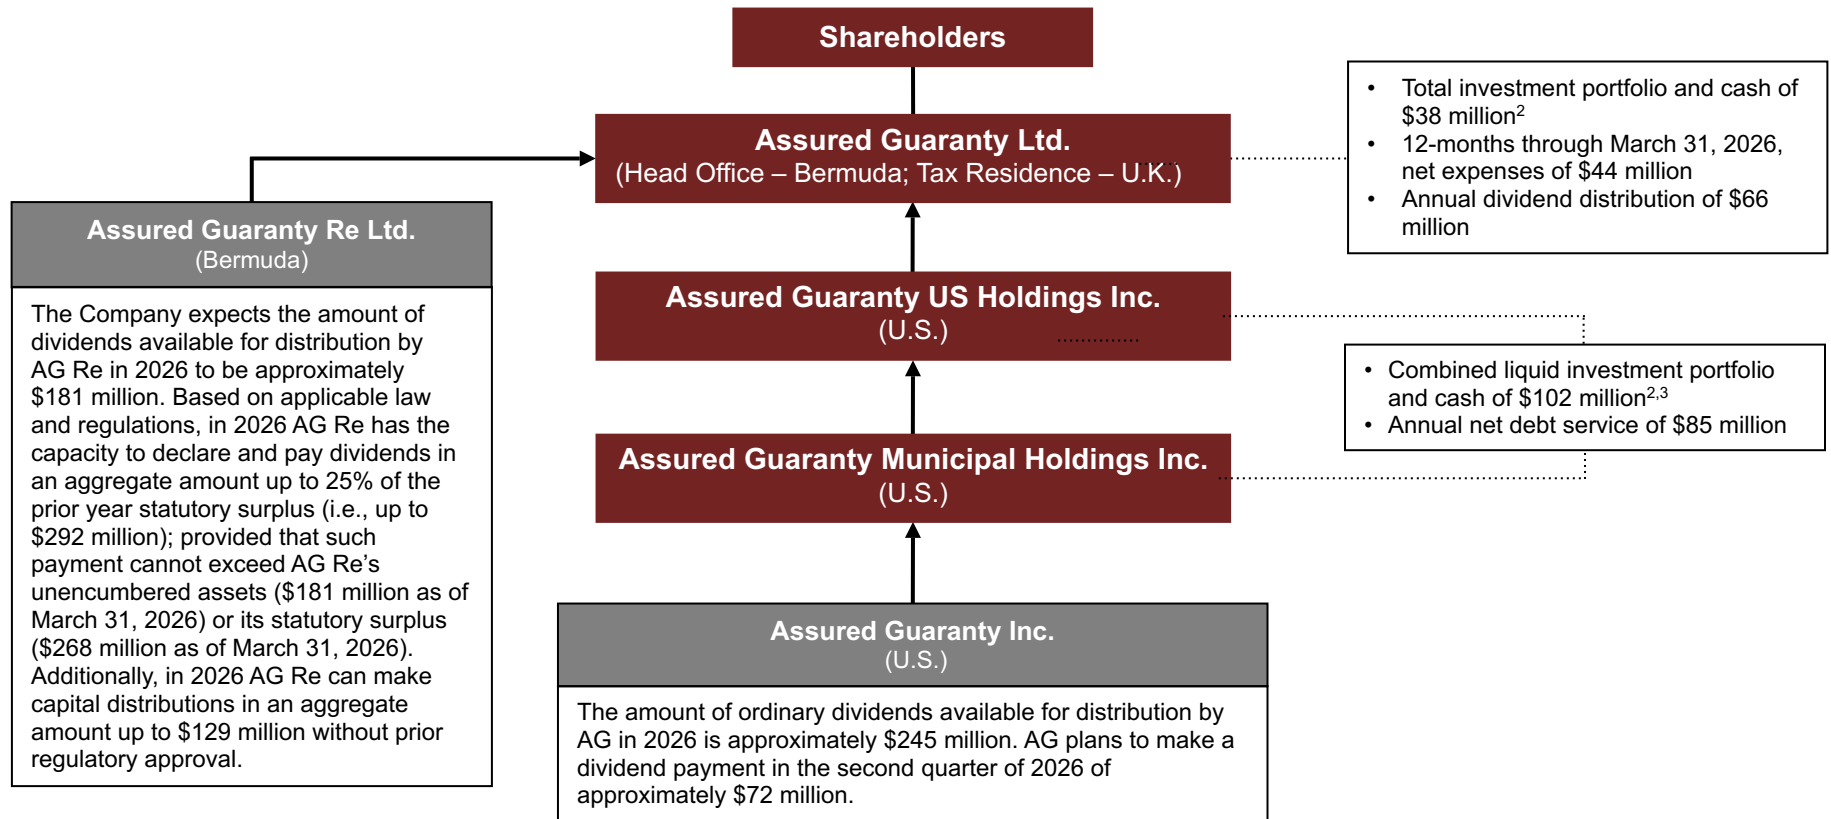 Shareholders
Assured Guaranty Ltd.
(Head Office – Bermuda; Tax Residence – U.K.)
• Total investment portfolio and cash of
$38 million2
• 12-months through March 31, 2026,
net expenses of $44 million
• Annual dividend distribution of $66
million
Assured Guaranty Re Ltd.
(Bermuda)
The Company expects the amount of
dividends available for distribution by
AG Re in 2026 to be approximately
$181 million. Based on applicable law
and regulations, in 2026 AG Re has the
capacity to declare and pay dividends in
an aggregate amount up to 25% of the
prior year statutory surplus (i.e., up to
$292 million); provided that such
payment cannot exceed AG Re’s
unencumbered assets ($181 million as of
March 31, 2026) or its statutory surplus
($268 million as of March 31, 2026).
Additionally, in 2026 AG Re can make
capital distributions in an aggregate
amount up to $129 million without prior
regulatory approval.
Assured Guaranty US Holdings Inc.
(U.S.)
• Combined liquid investment portfolio
and cash of $102 million2,3
• Annual net debt service of $85 million
Assured Guaranty Municipal Holdings Inc.
(U.S.)
Assured Guaranty Inc.
(U.S.)
The amount of ordinary dividends available for distribution by
AG in 2026 is approximately $245 million. AG plans to make a
dividend payment in the second quarter of 2026 of
approximately $72 million.